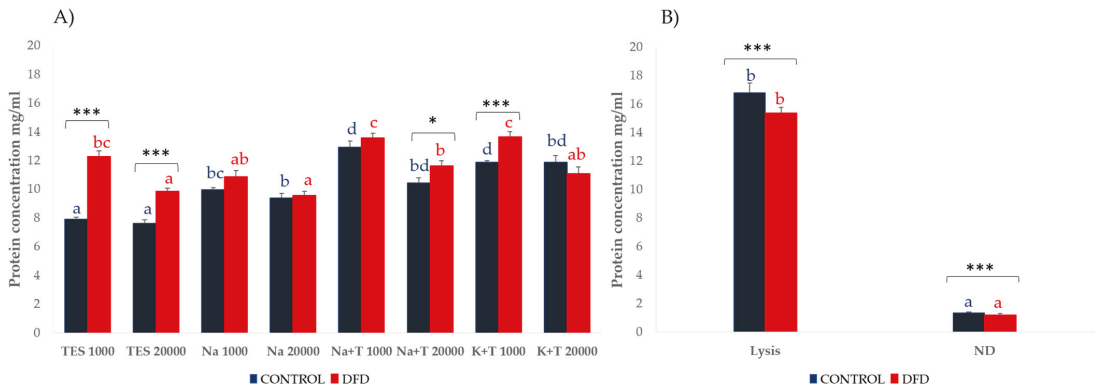 A)
Protein concentration mg/ml
20
18
16
14
12
10
8
6
4
2
0
***
a bc
***
a a
bc ab
b a
d c
*
bd b
***
d c
bd ab
TES 1000 TES 20000 Na 1000 Na 20000 Na+T 1000 Na+T 20000 K+T 1000 K+T 20000
CONTROL DFD
B)
Protein concentration mg/ml
20
18
16
14
12
10
8
6
4
2
0
***
b b
***
a a
Lysis ND
CONTROL DFD